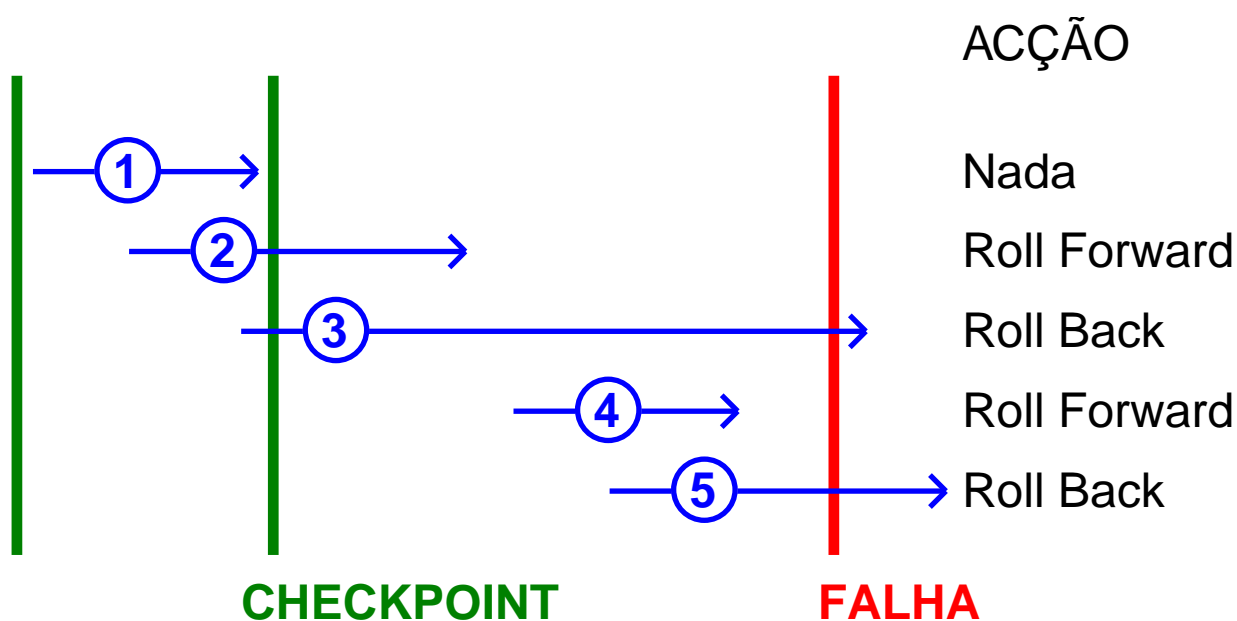 ACÇÃO
1 Nada
2 Roll Forward
3 Roll Back
4 Roll Forward
5 Roll Back
CHECKPOINT FALHA